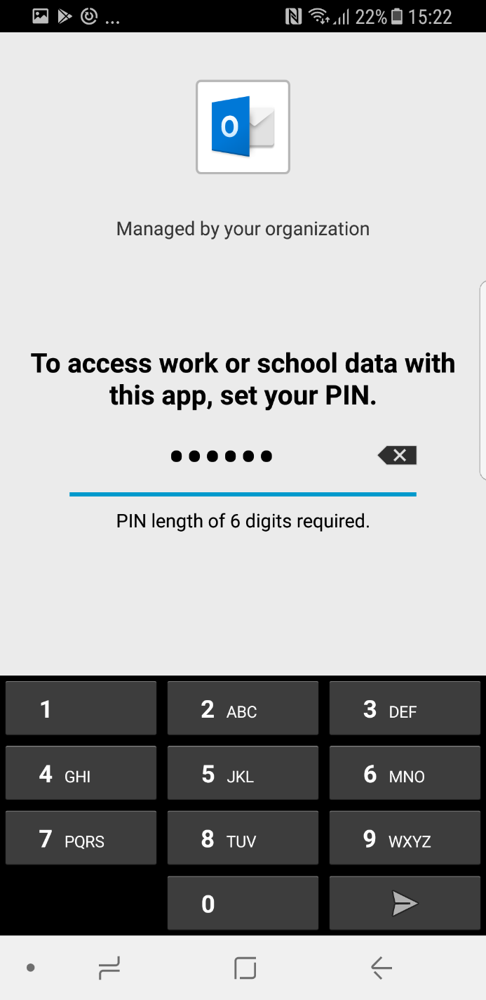 ... 22% 15:22
O
Managed by your organization
To access work or school data with
this app, set your PIN.
PIN length of 6 digits required.
1 2 ABC 3 DEF
4 GHI 5 JKL 6 MNO
7 PQRS 8 TUV 9 WXYZ
0